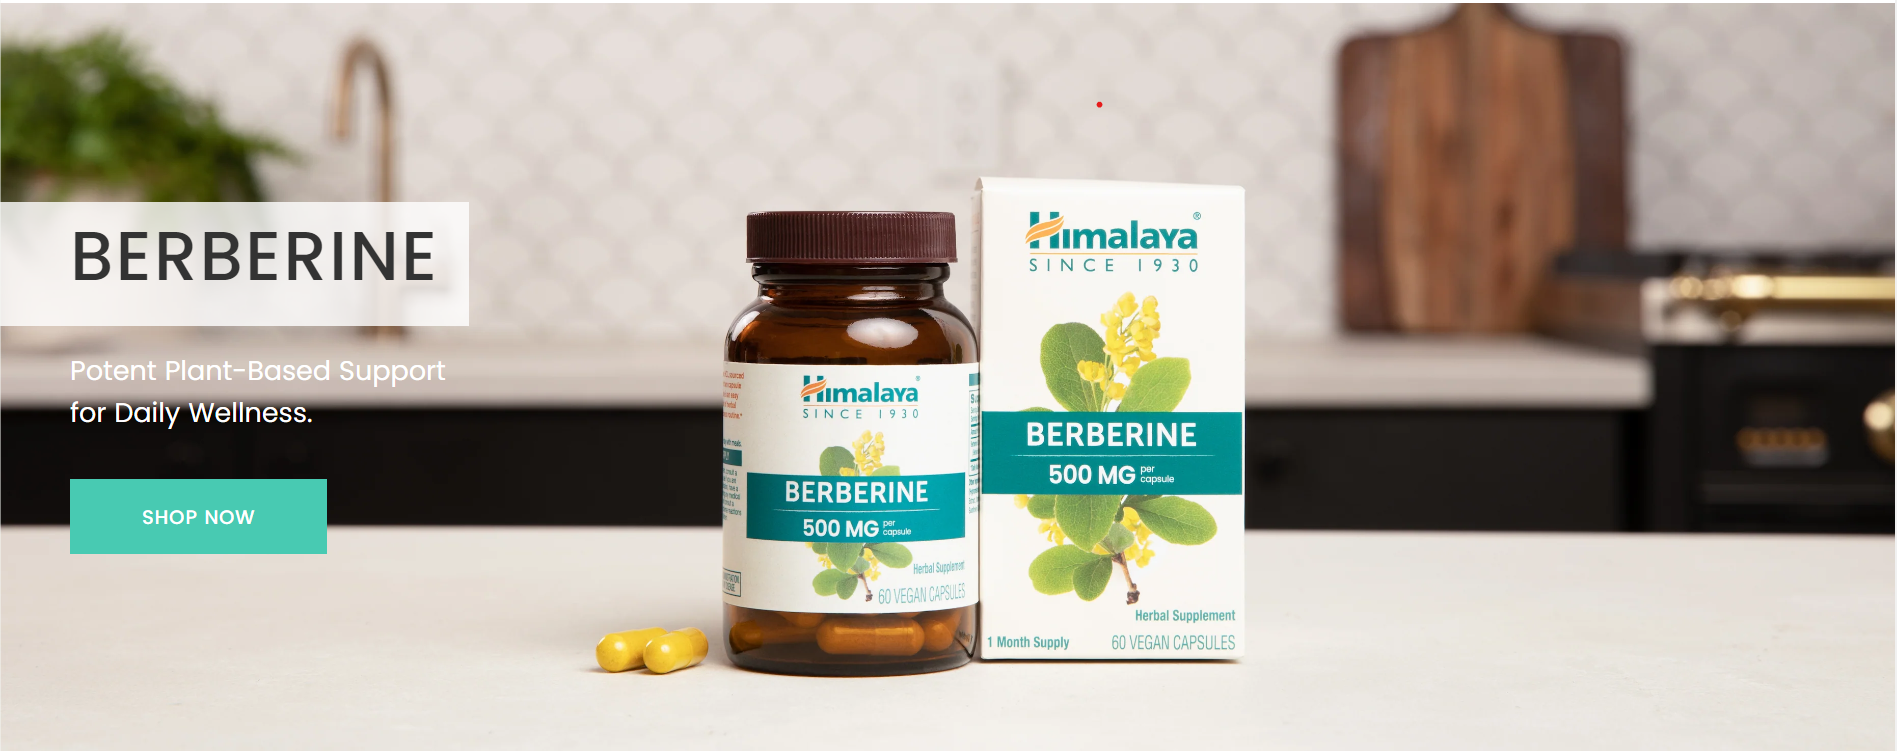 BERBERINE
Potent Plant-Based Support
for Daily Wellness.
SHOP NOW
Himalaya
SINCE 1930
BERBERINE
500 MG per
capsule
Herbal Supplement
60 VEGAN CAPSULES
Himalaya®
SINCE 1930
BERBERINE
500 MG per
capsule
Herbal Supplement
1 Month Supply 60 VEGAN CAPSULES